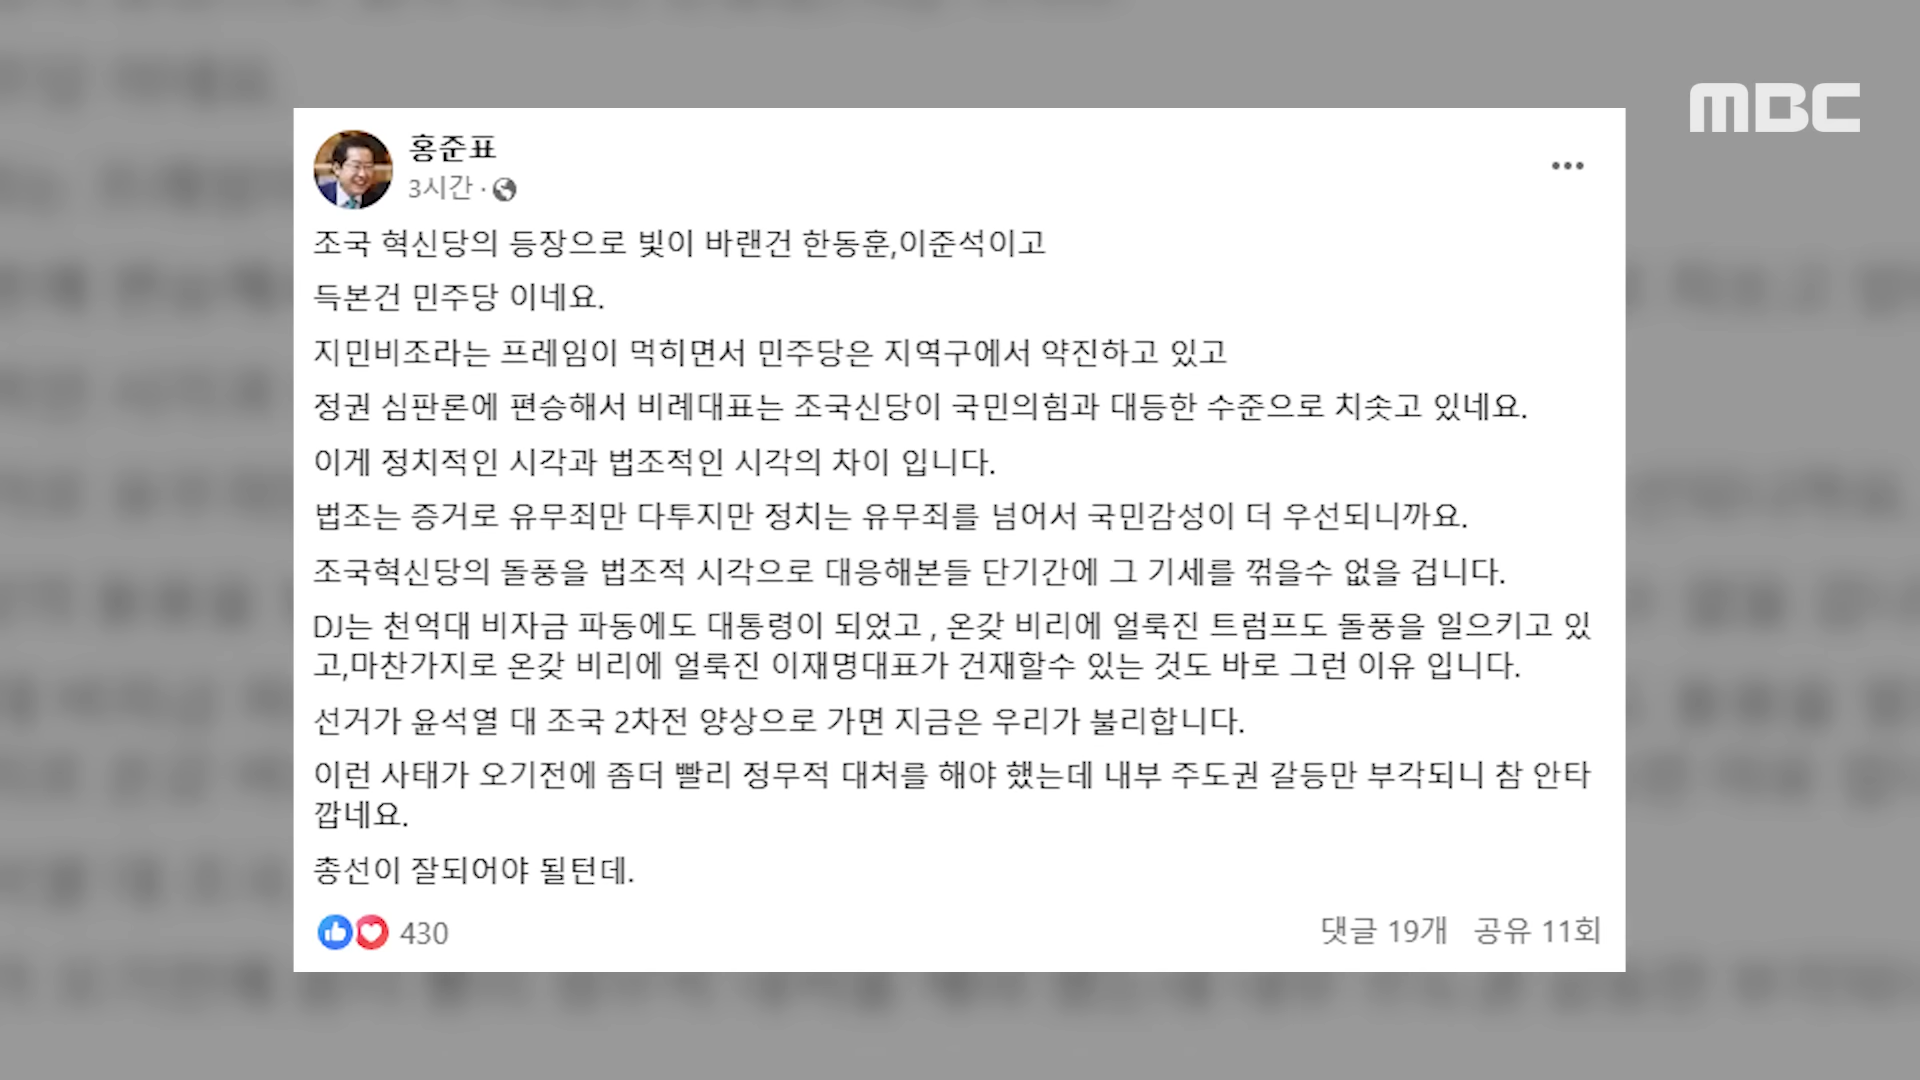 MBC
홍준표
3시간 ·
조국 혁신당의 등장으로 빛이 바랜건 한동훈,이준석이고
득본건 민주당 이네요.
지민비조라는 프레임이 먹히면서 민주당은 지역구에서 약진하고 있고
정권 심판론에 편승해서 비례대표는 조국신당이 국민의힘과 대등한 수준으로 치솟고 있네요.
이게 정치적인 시각과 법조적인 시각의 차이 입니다.
법조는 증거로 유무죄만 다투지만 정치는 유무죄를 넘어서 국민감성이 더 우선되니까요.
조국혁신당의 돌풍을 법조적 시각으로 대응해본들 단기간에 그 기세를 꺾을수 없을 겁니다.
DJ는 천억대 비자금 파동에도 대통령이 되었고 , 온갖 비리에 얼룩진 트럼프도 돌풍을 일으키고 있
고,마찬가지로 온갖 비리에 얼룩진 이재명대표가 건재할수 있는 것도 바로 그런 이유 입니다.
선거가 윤석열 대 조국 2차전 양상으로 가면 지금은 우리가 불리합니다.
이런 사태가 오기전에 좀더 빨리 정무적 대처를 해야 했는데 내부 주도권 갈등만 부각되니 참 안타
깝네요.
총선이 잘되어야 될턴데.
430
댓글 19개 공유 11회